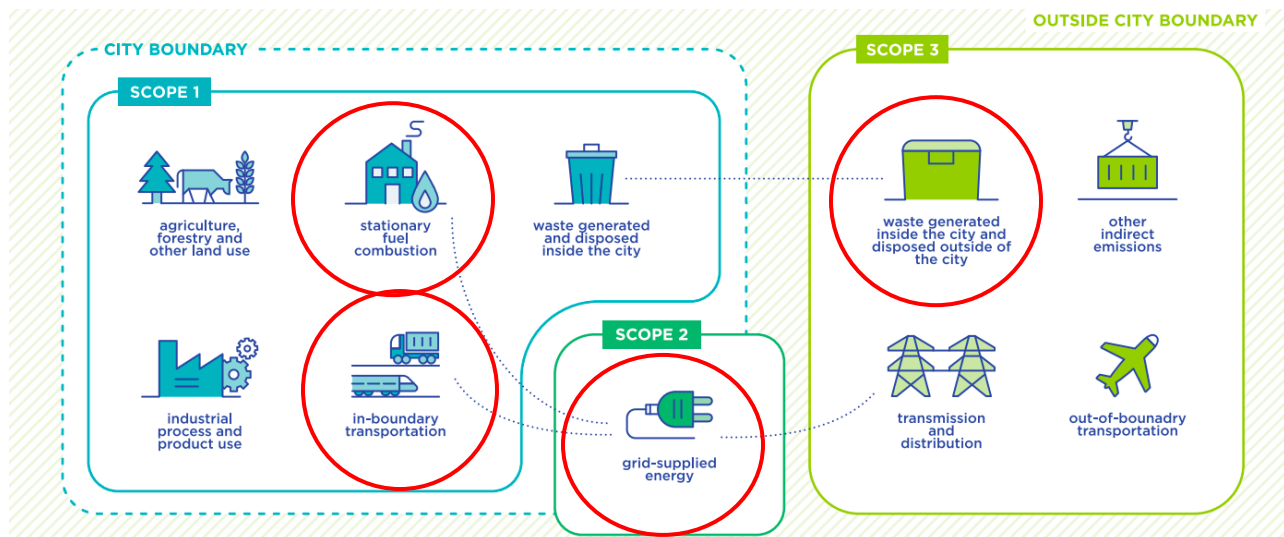 OUTSIDE CITY BOUNDARY
CITY BOUNDARY
SCOPE 1
agriculture,
forestry and
other land use
stationary
fuel
combustion
waste generated
and disposed
inside the city
industrial
process and
product use
in-boundary
transportation
SCOPE 2
grid-supplied
energy
SCOPE 3
waste generated
inside the city and
disposed outside of
the city
other
indirect
emissions
transmission
and
distribution
out-of-bounadry
transportation